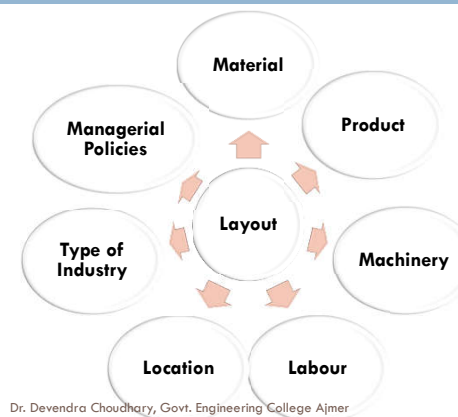 Material
Managerial
Policies
Product
Layout
Type of
Industry
Machinery
Location
Labour
Dr. Devendra Choudhary, Govt. Engineering College Ajmer